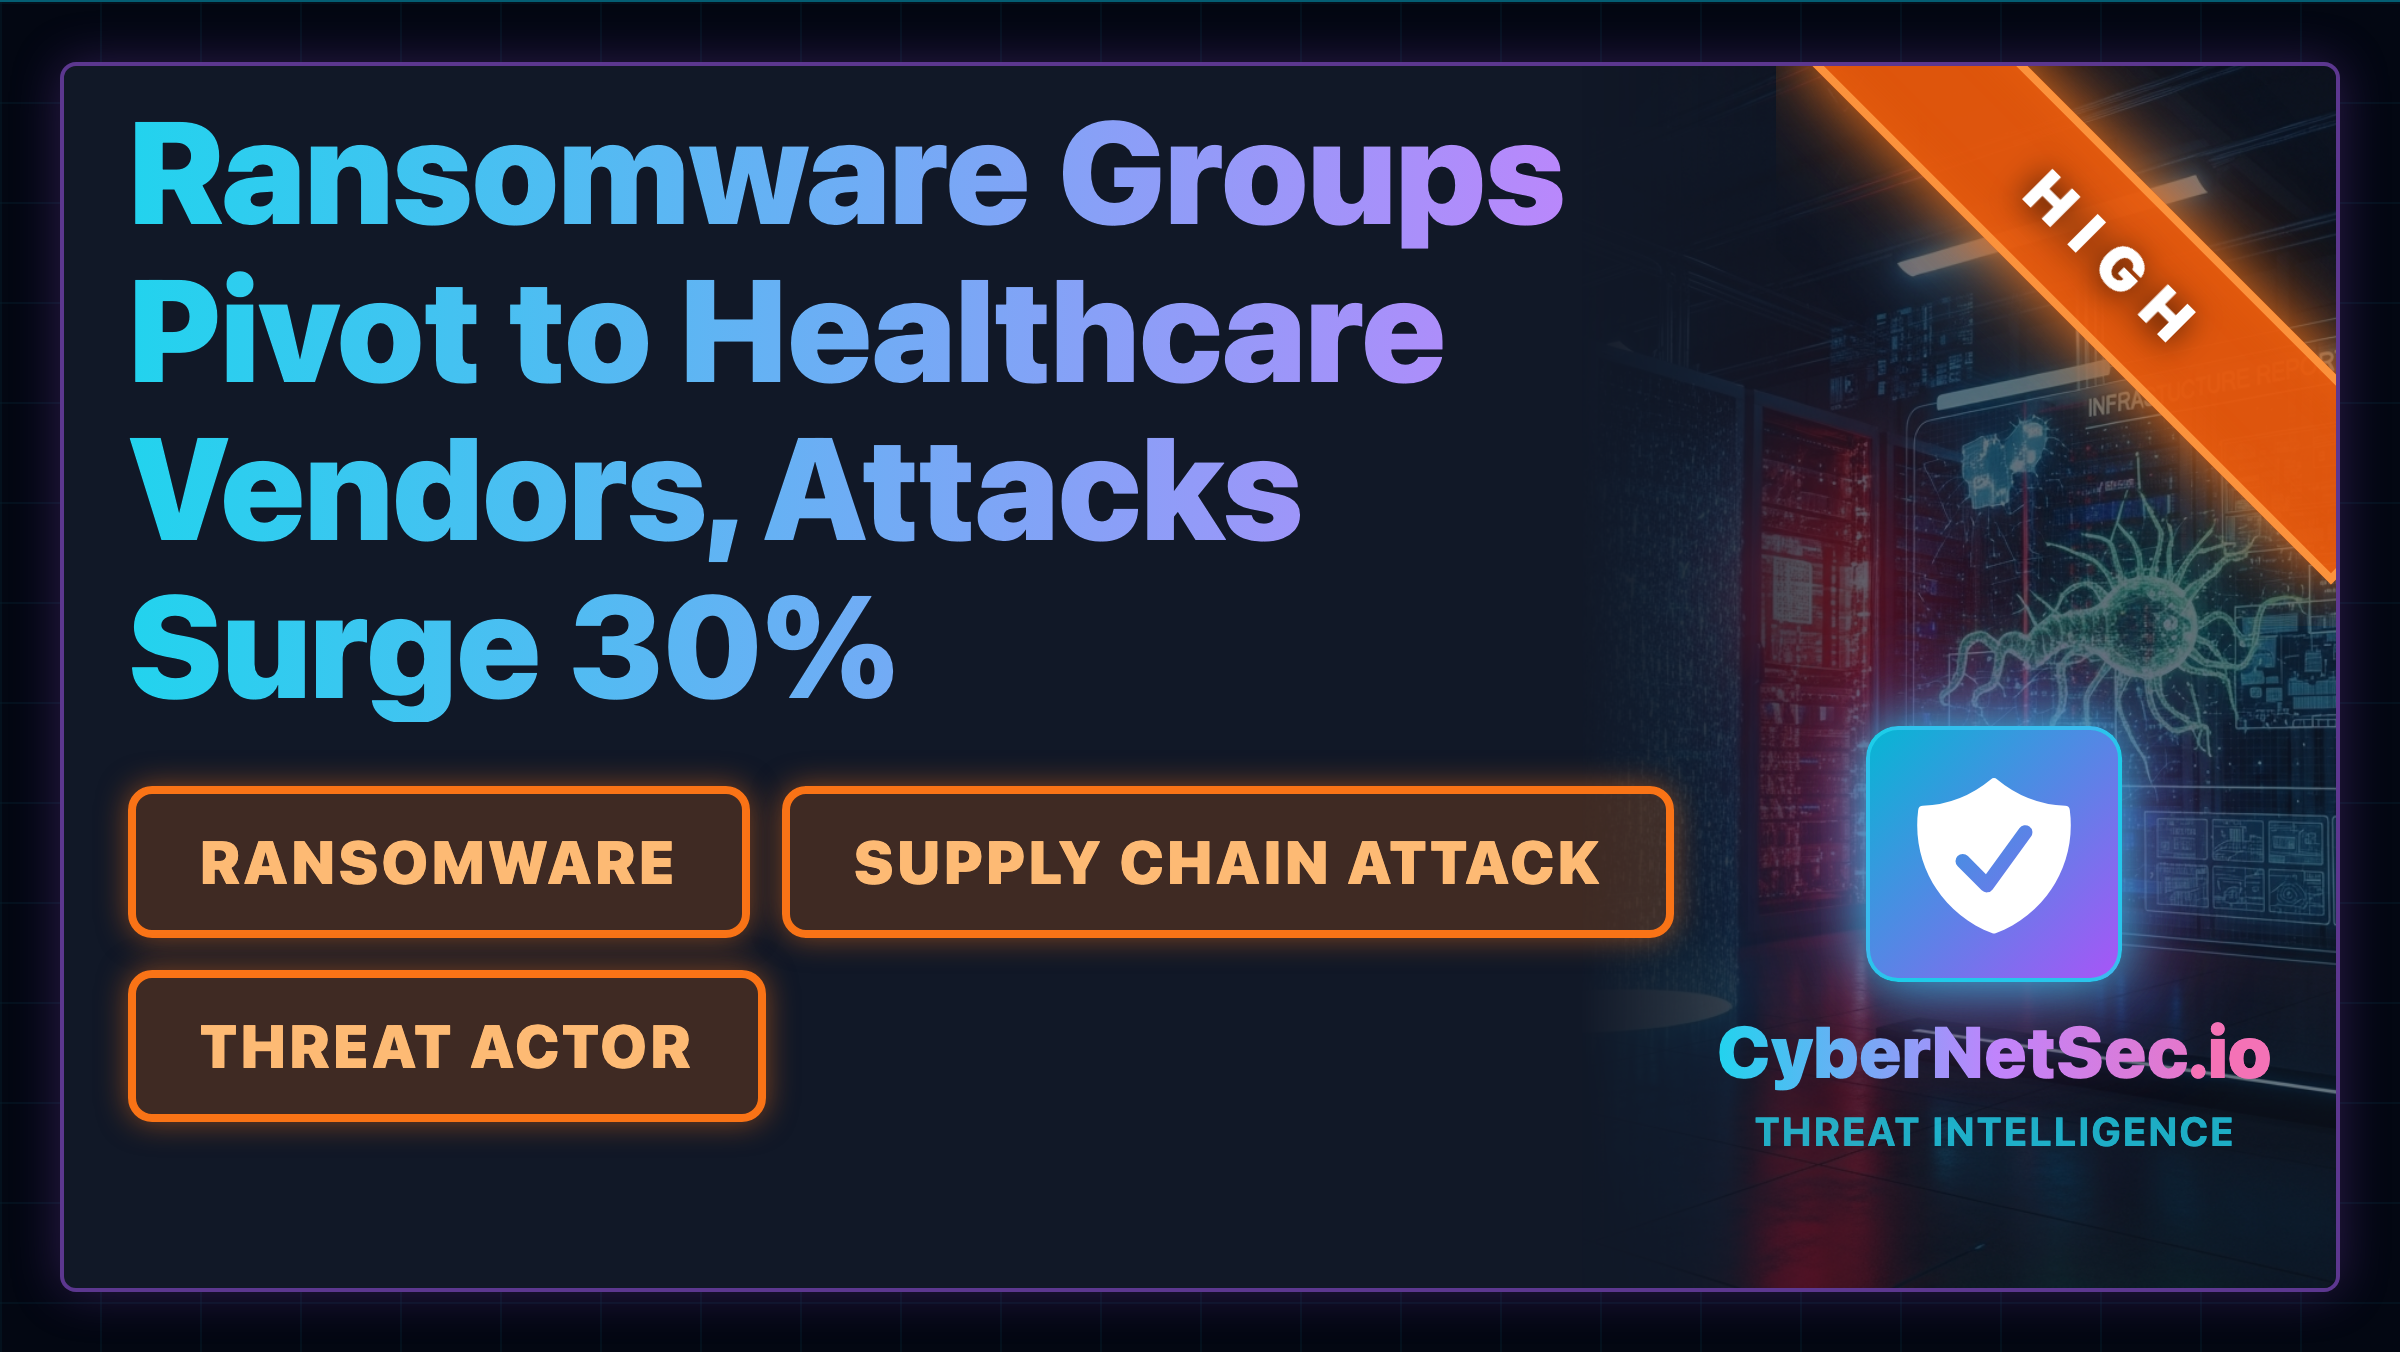 Ransomware Groups
Pivot to Healthcare
Vendors, Attacks
Surge 30%
HIGH
RANSOMWARE
SUPPLY CHAIN ATTACK
THREAT ACTOR
CyberNetSec.io
THREAT INTELLIGENCE